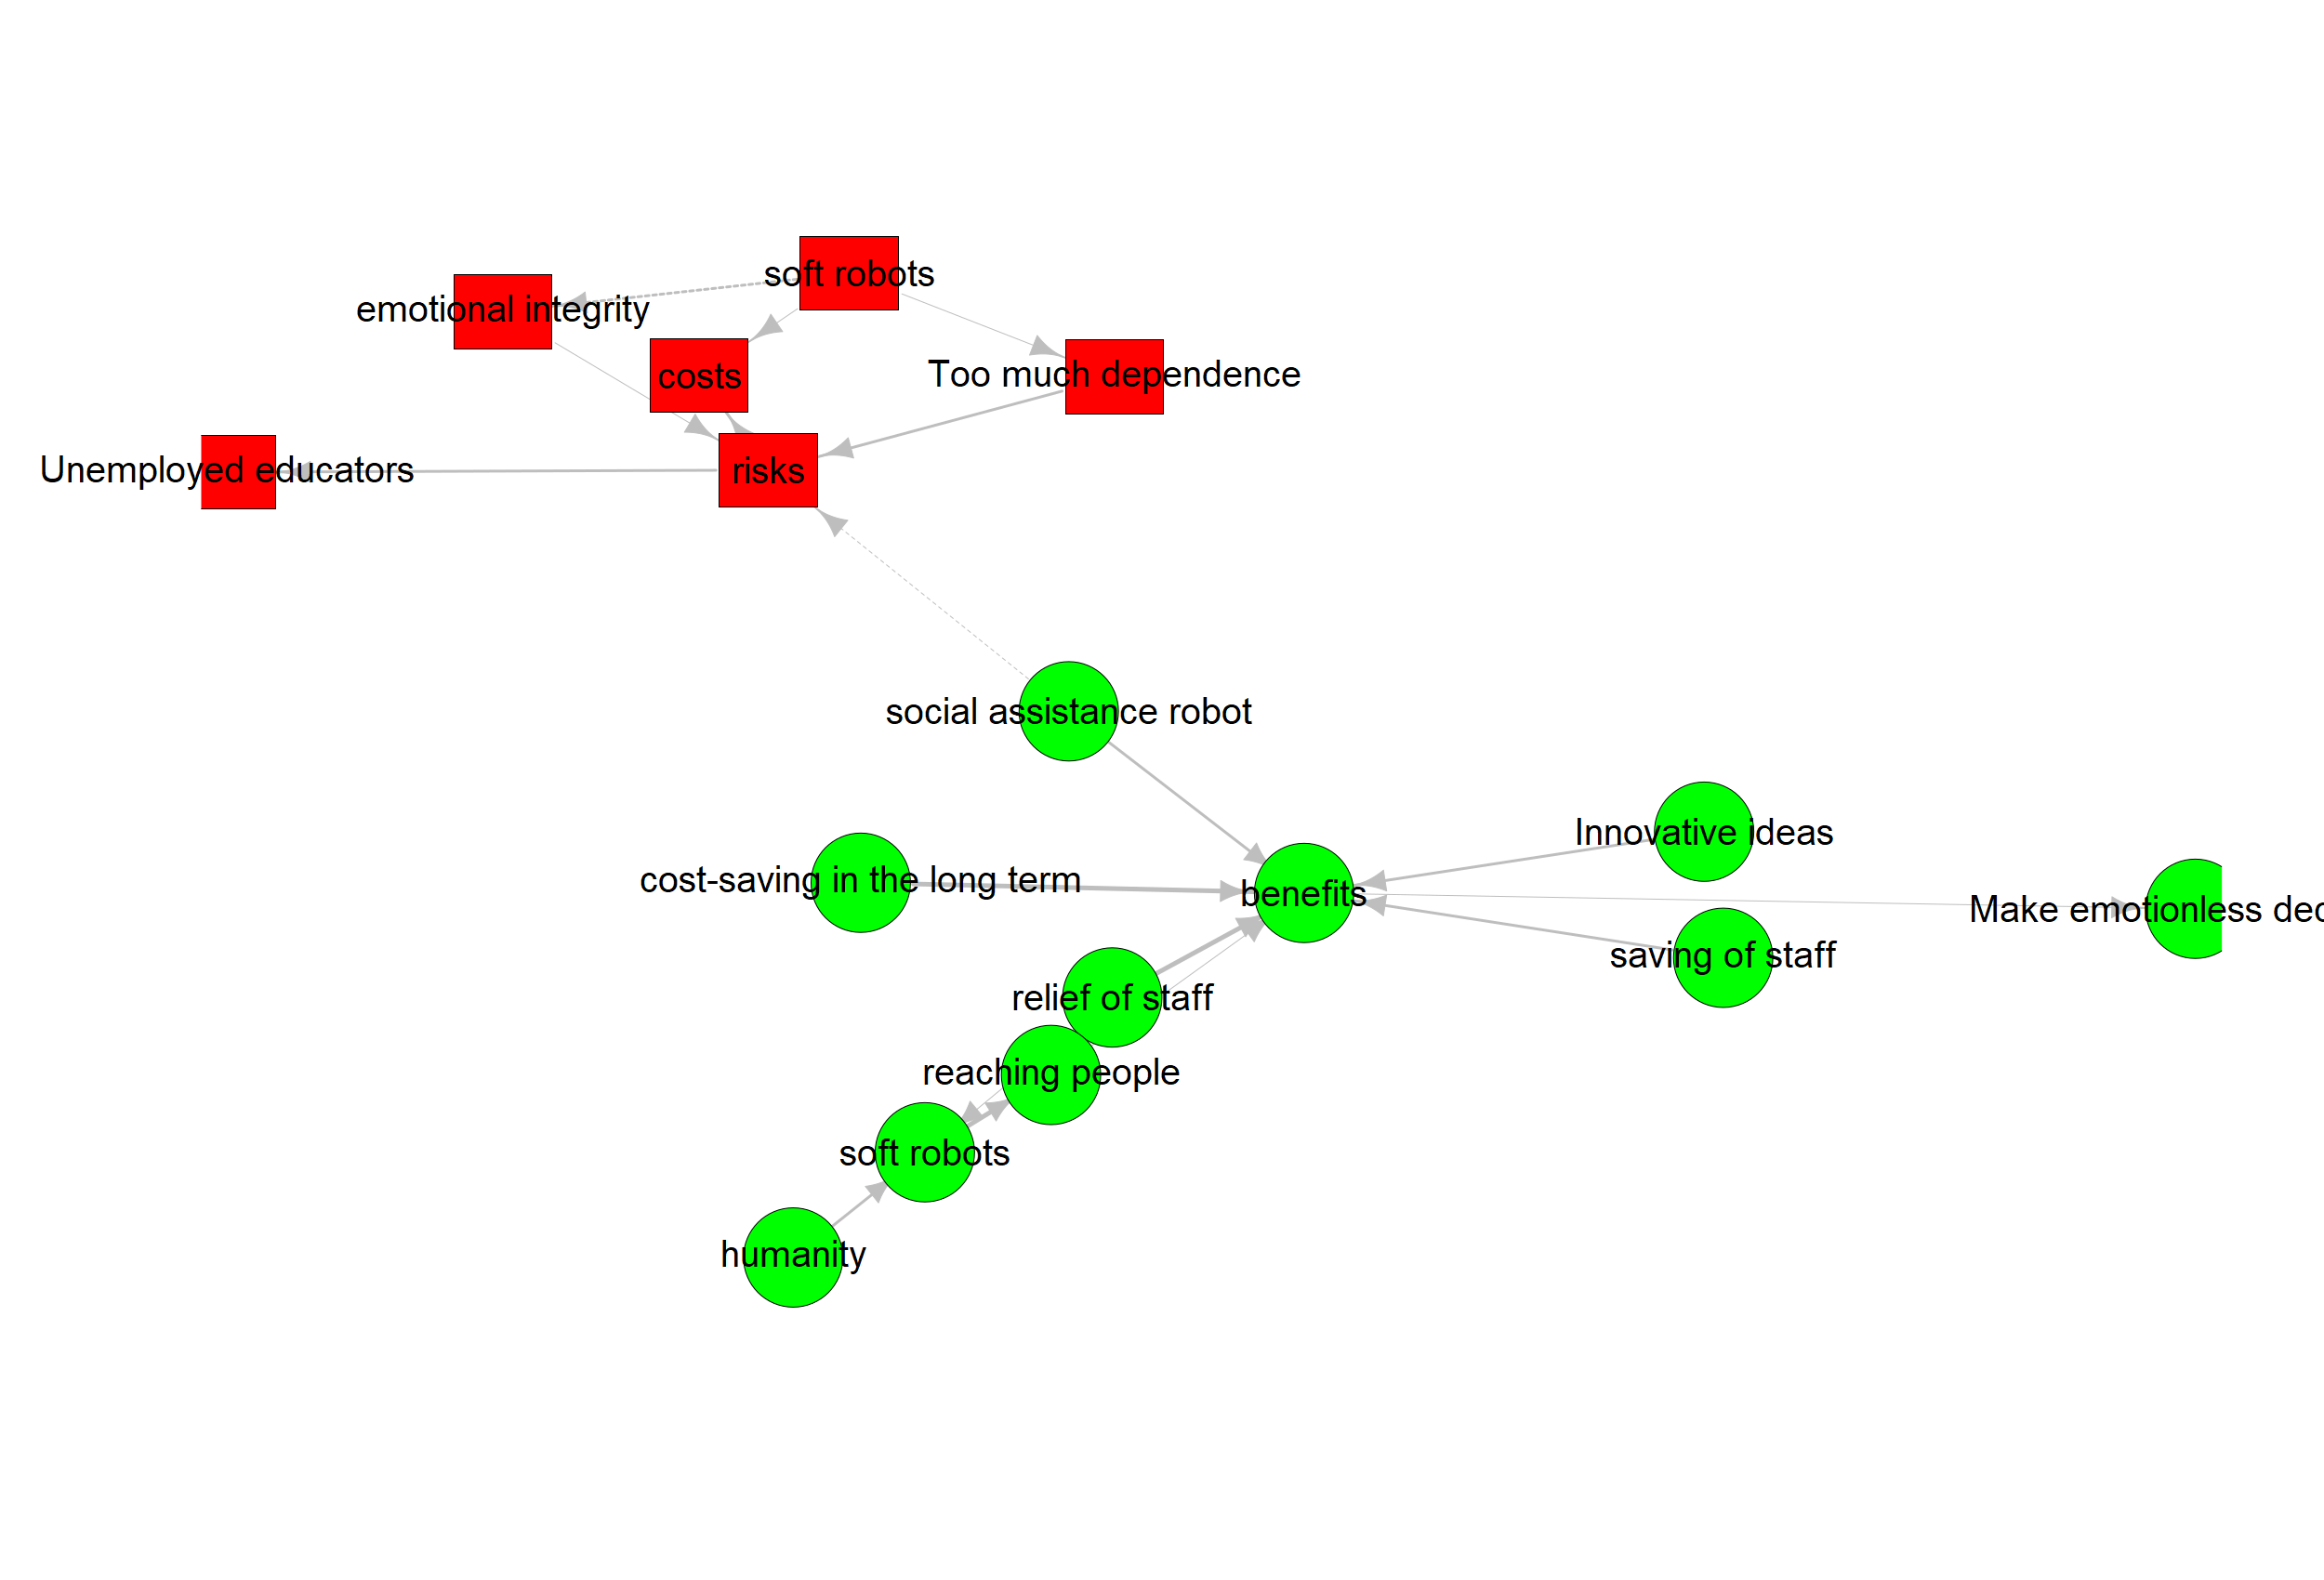 soft robots
emotional integrity
costs
Too much dependence
Unemployed educators
risks
social assistance robot
Innovative ideas
cost-saving in the long term
benefits
Make emotionless
saving of staff
relief of staff
reaching people
soft robots
humanity